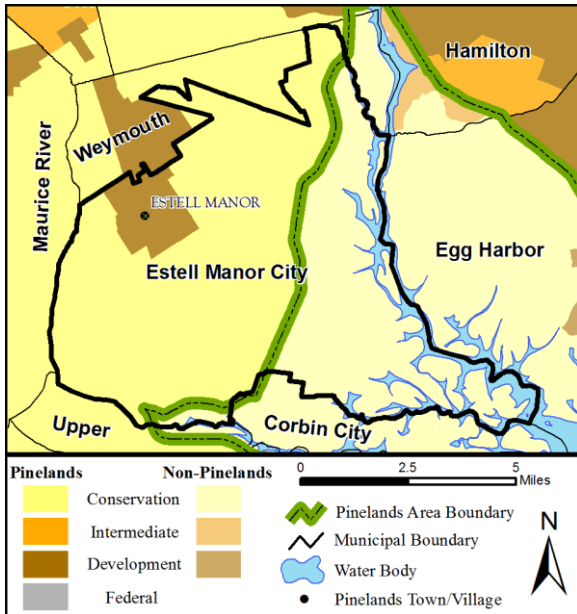 Hamilton
Weymouth
Maurice River
ESTELL MANOR
Egg Harbor
Estell Manor City
Upper
Corbin City
Pinelands Non-Pinelands
Conservation
Intermediate
Development
Federal
0 2.5 5
Miles
Pinelands Area Boundary
Municipal Boundary
Water Body
Pinelands Town/Village
N